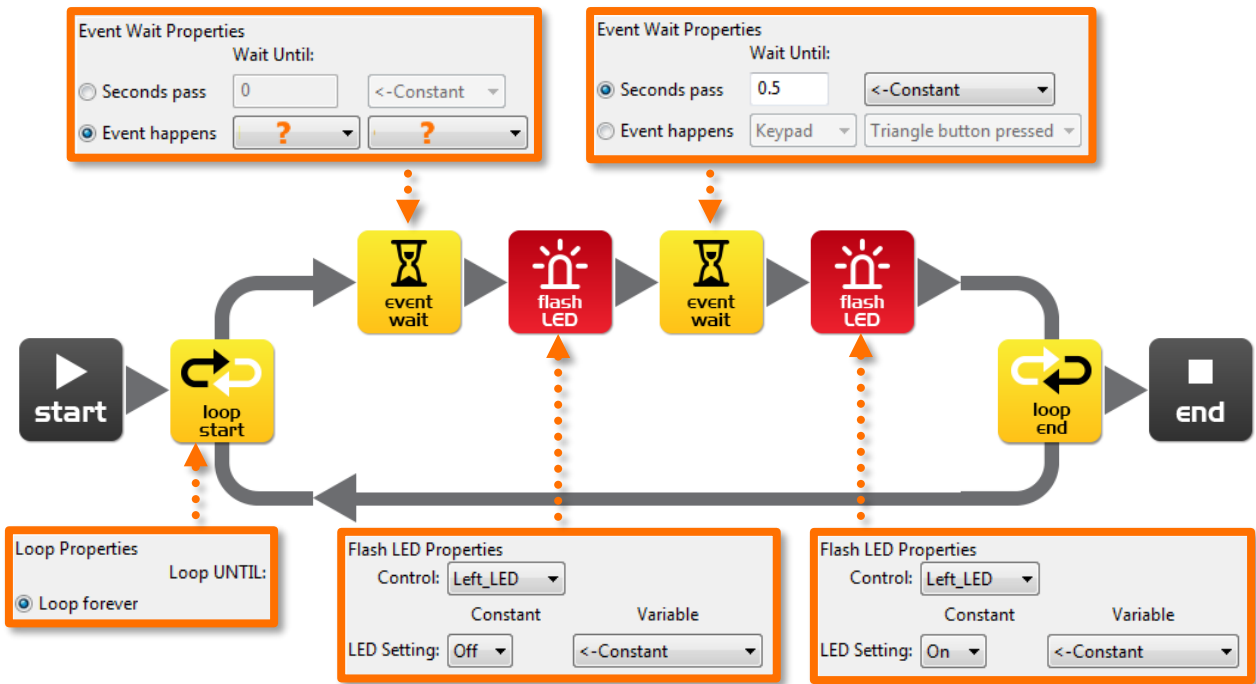 Event Wait Properties
Wait Until:
Seconds pass 0 <-Constant
Event happens ? ?
Event Wait Properties
Wait Until:
Seconds pass 0.5 <-Constant
Event happens Keypad Triangle button pressed
start
loop
start
event
wait
flash
LED
event
wait
flash
LED
loop
end
end
Loop Properties
Loop UNTIL:
Loop forever
Flash LED Properties
Control: Left_LED
Constant Variable
LED Setting: Off <-Constant
Flash LED Properties
Control: Left_LED
Constant Variable
LED Setting: On <-Constant